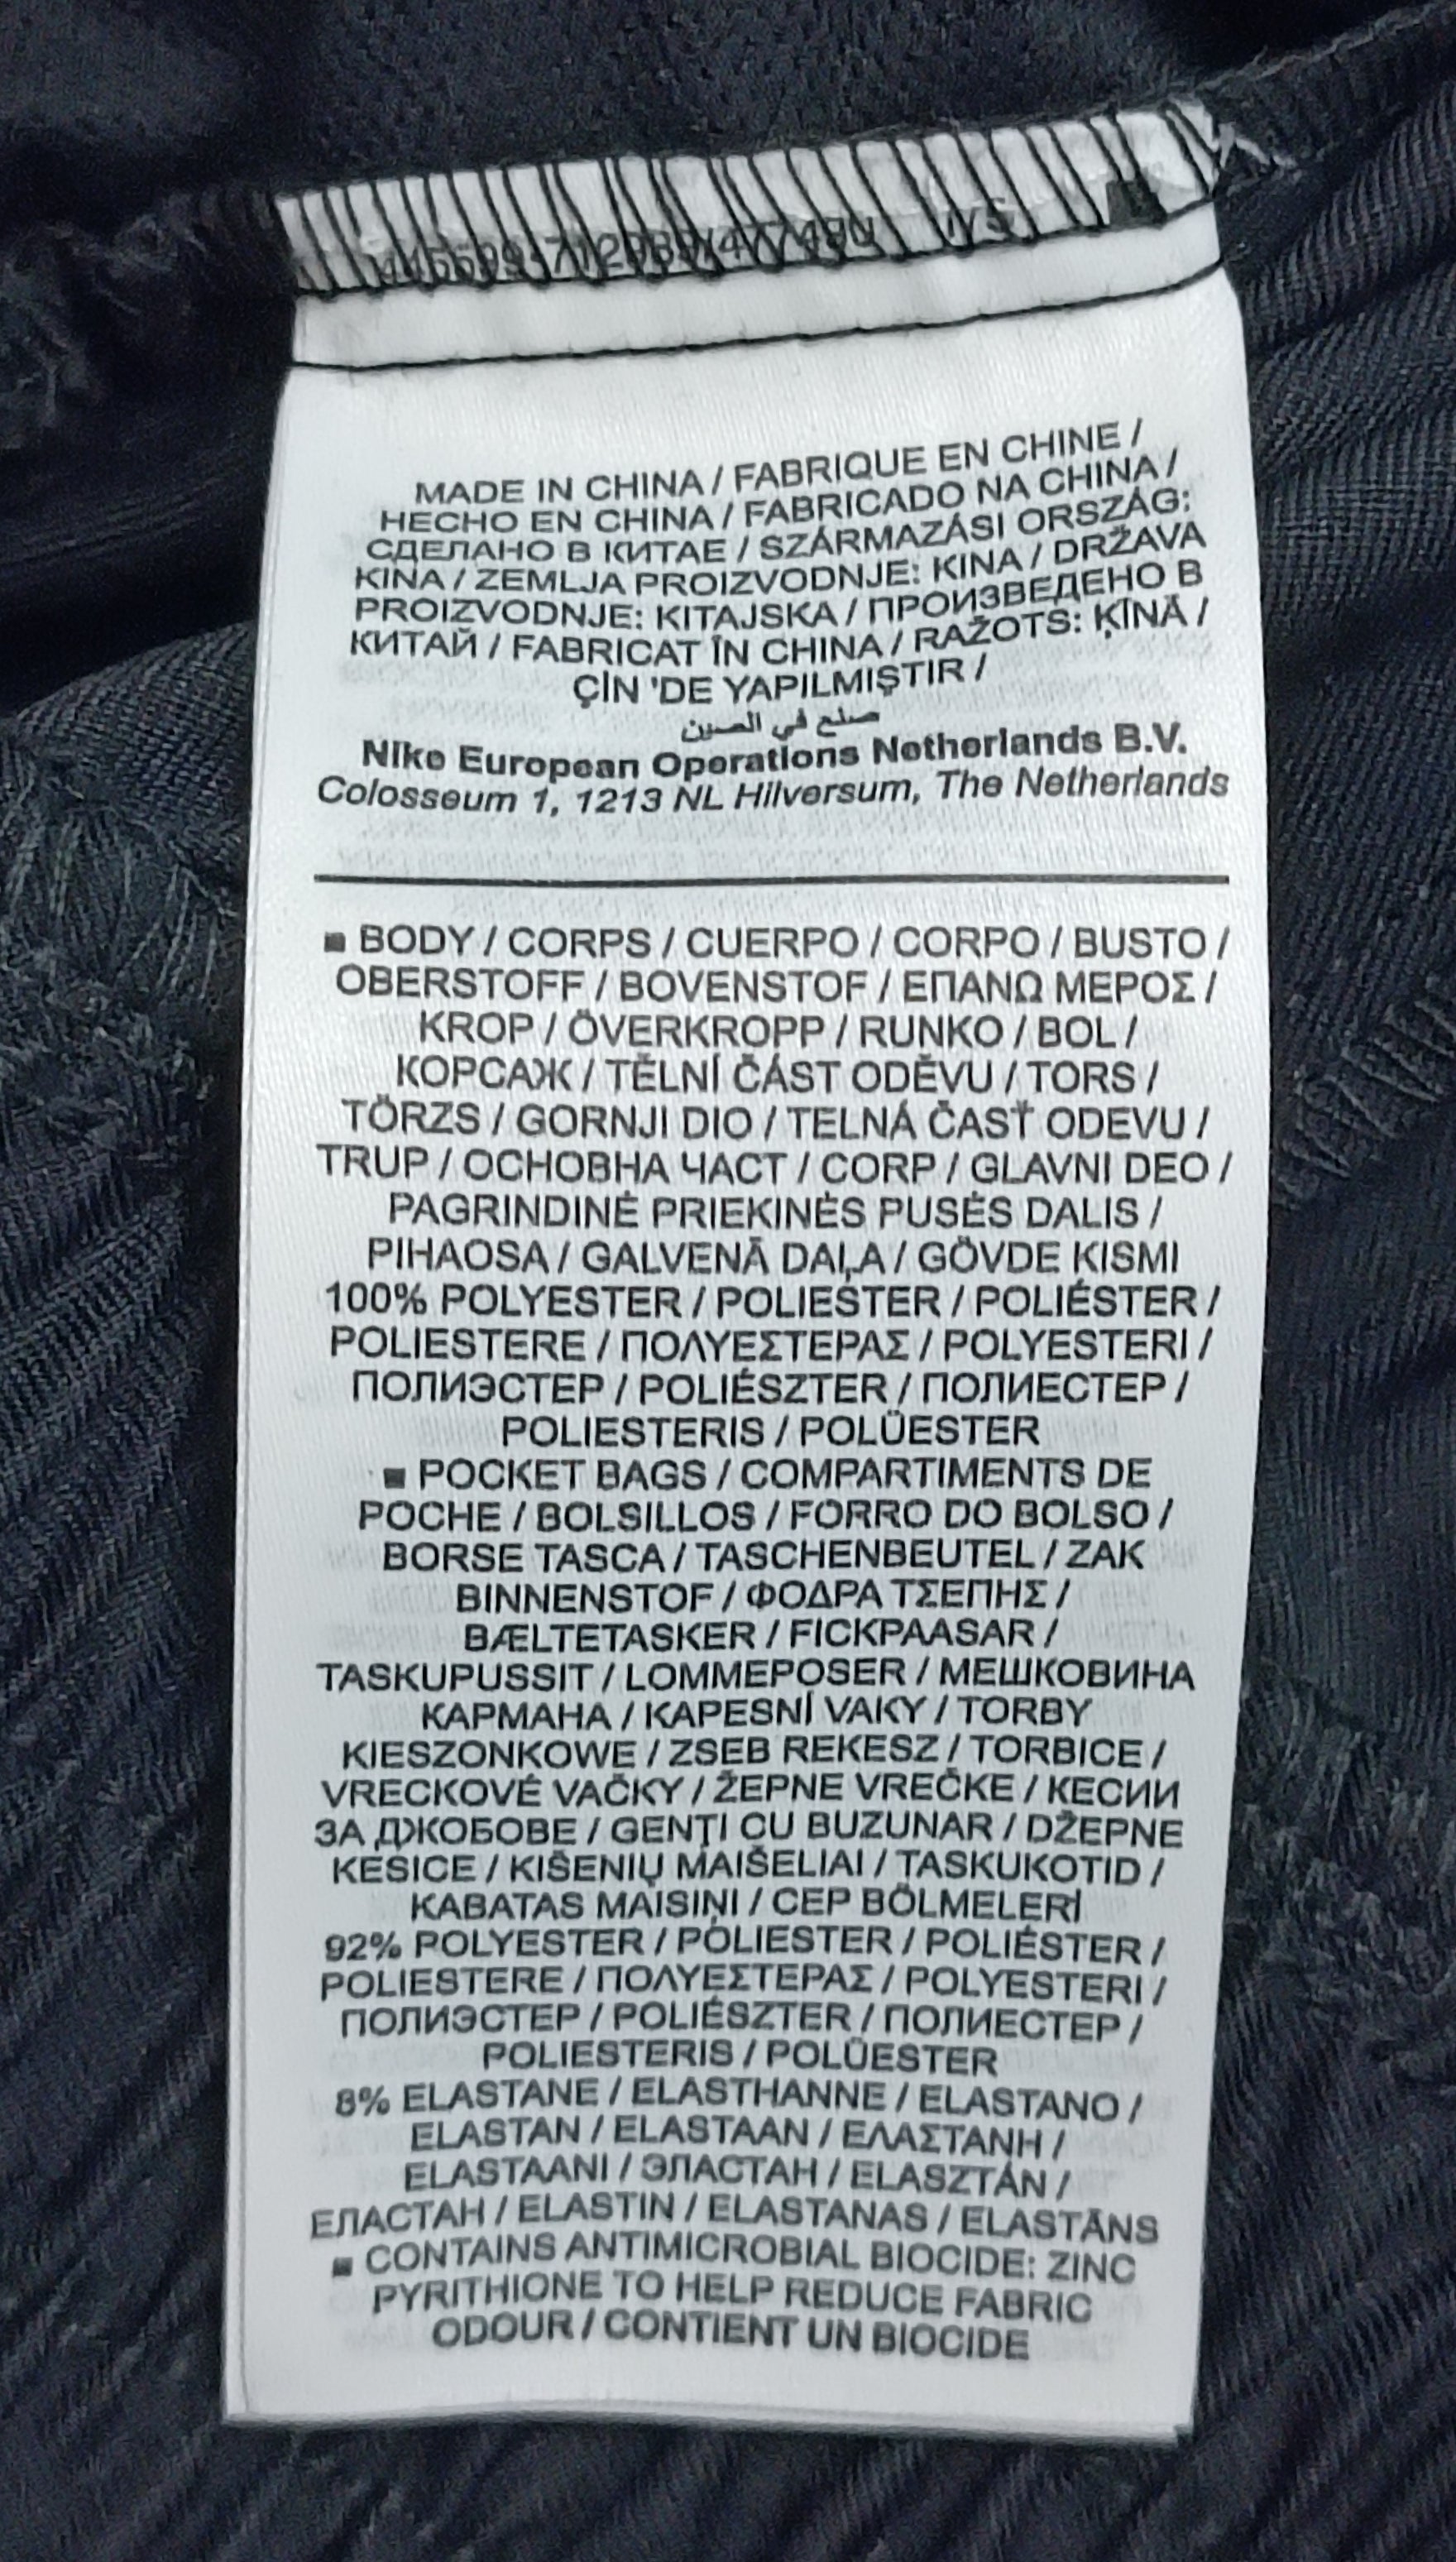 MADE IN CHINA / FABRIQUE EN CHINE /
HECHO EN CHINA / FABRICADO NA CHINA /
СДЕЛАНО В КИТАЕ / SZÁRMAZÁSI ORSZÁG:
KINA / ZEMLJA PROIZVODNJE: KINA / DRŽAVA
PROIZVODNJE: KITAJSKA / ПРОИЗВЕДЕНО В
КИТАЙ / FABRICAT ÎN CHINA / RAŽOTS: ĶĪNĀ /
ÇİN 'DE YAPILMIŞTIR /
صنع في الصين
Nike European Operations Netherlands B.V.
Colosseum 1, 1213 NL Hilversum, The Netherlands
■ BODY / CORPS / CUERPO / CORPO / BUSTO /
OBERSTOFF / BOVENSTOF / ΕΠΑΝΩ ΜΕΡΟΣ /
KROP / ÖVERKROPP / RUNKO / BOL /
КОРСАЖ / TĚLNÍ ČÁST ODĚVU / TORS /
TÖRZS / GORNJI DIO / TELNÁ ČASŤ ODEVU /
TRUP / ОСНОВНА ЧАСТ / CORP / GLAVNI DEO /
PAGRINDINĖ PRIEKINĖS PUSĖS DALIS /
PIHAOSA / GALVENĀ DAĻA / GÖVDE KISMI
100% POLYESTER / POLIESTER / POLIÉSTER /
POLIESTERE / ΠΟΛΥΕΣΤΕΡΑΣ / POLYESTERI /
ПОЛИЭСТЕР / POLIÉSZTER / ПОЛИЕСТЕР /
POLIESTERIS / POLÜESTER
■ POCKET BAGS / COMPARTIMENTS DE
POCHE / BOLSILLOS / FORRO DO BOLSO /
BORSE TASCA / TASCHENBEUTEL / ZAK
BINNENSTOF / ΦΟΔΡΑ ΤΣΕΠΗΣ /
BÆLTETASKER / FICKPAASAR /
TASKUPUSSIT / LOMMEPOSER / МЕШКОВИНА
КАРМАНА / KAPESNÍ VAKY / TORBY
KIESZONKOWE / ZSEB REKESZ / TORBICE /
VRECKOVÉ VAČKY / ŽEPNE VREČKE / КЕСИИ
ЗА ДЖОБОВЕ / GENŢI CU BUZUNAR / DŽEPNE
KESICE / KIŠENIŲ MAIŠELIAI / TASKUKOTID /
KABATAS MAISIŅI / CEP BÖLMELERİ
92% POLYESTER / POLIESTER / POLIÉSTER /
POLIESTERE / ΠΟΛΥΕΣΤΕΡΑΣ / POLYESTERI /
ПОЛИЭСТЕР / POLIÉSZTER / ПОЛИЕСТЕР /
POLIESTERIS / POLÜESTER
8% ELASTANE / ELASTHANNE / ELASTANO /
ELASTAN / ELASTAAN / ΕΛΑΣΤΑΝΗ /
ELASTAANI / ЭЛАСТАН / ELASZTÁN /
ЕЛАСТАН / ELASTIN / ELASTANAS / ELASTĀNS
■ CONTAINS ANTIMICROBIAL BIOCIDE: ZINC
PYRITHIONE TO HELP REDUCE FABRIC
ODOUR / CONTIENT UN BIOCIDE